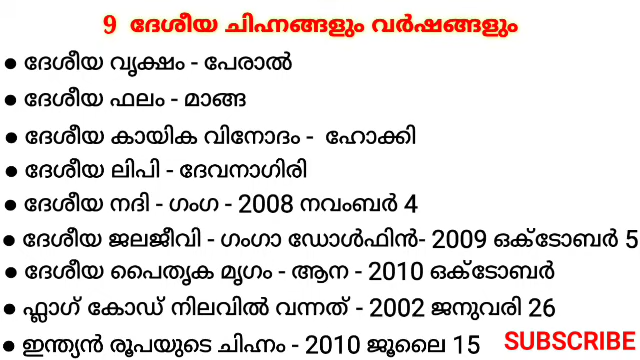 9 ദേശീയ ചിഹ്നങ്ങളും വർഷങ്ങളും
● ദേശീയ വൃക്ഷം - പേരാൽ
● ദേശീയ ഫലം - മാങ്ങ
● ദേശീയ കായിക വിനോദം - ഹോക്കി
● ദേശീയ ലിപി - ദേവനാഗിരി
● ദേശീയ നദി - ഗംഗ - 2008 നവംബർ 4
● ദേശീയ ജലജീവി - ഗംഗാ ഡോൾഫിൻ- 2009 ഒക്ടോബർ 5
● ദേശീയ പൈതൃക മൃഗം - ആന - 2010 ഒക്ടോബർ
● ഫ്ലാഗ് കോഡ് നിലവിൽ വന്നത് - 2002 ജനുവരി 26
● ഇന്ത്യൻ രൂപയുടെ ചിഹ്നം - 2010 ജൂലൈ 15 SUBSCRIBE